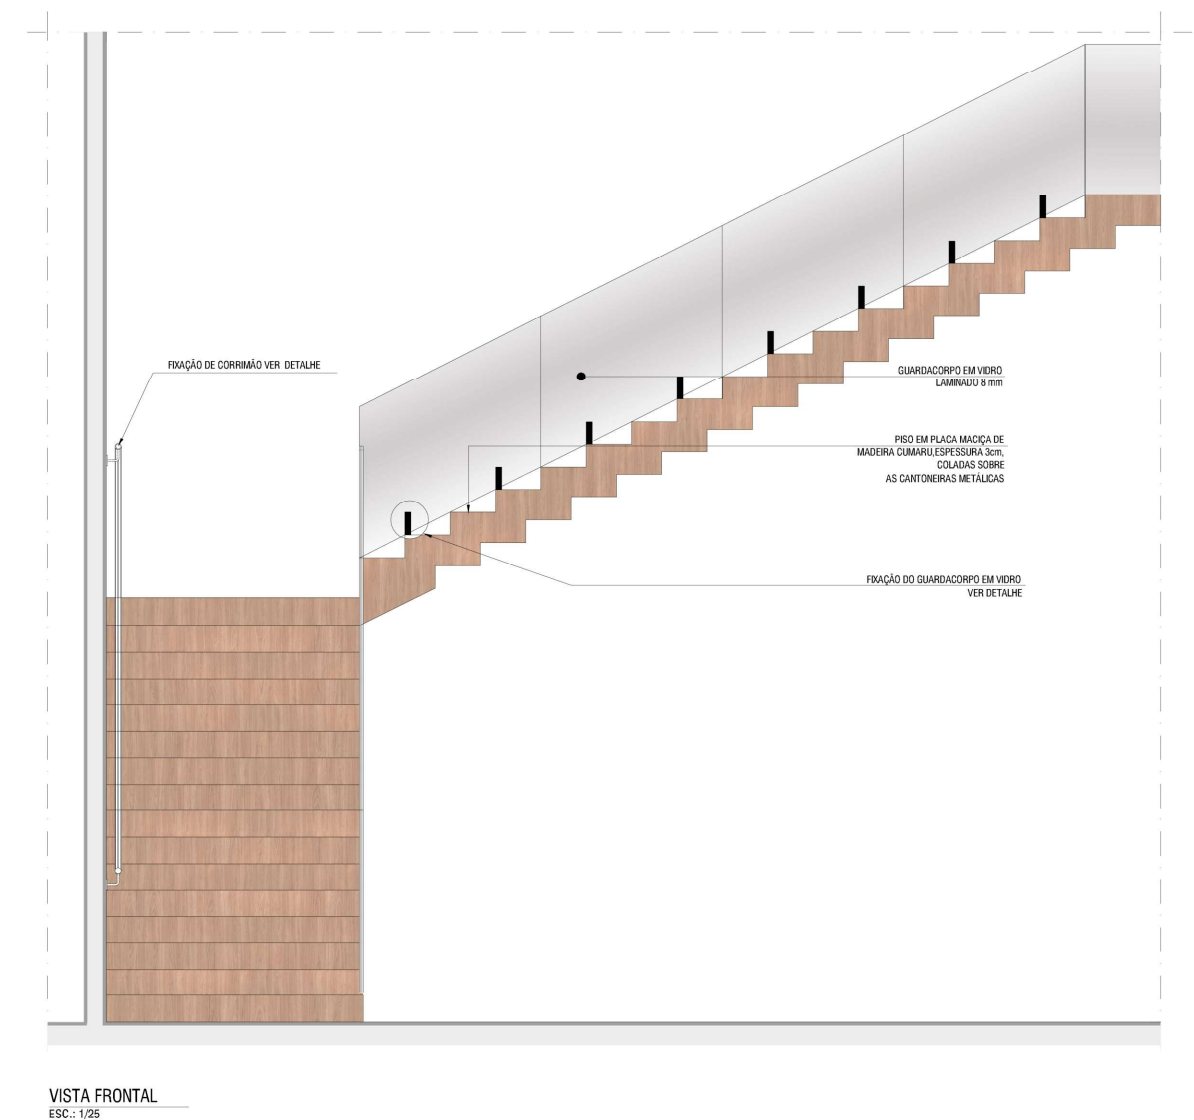 FIXAÇÃO DE CORRIMÃO VER DETALHE
GUARDACORPO EM VIDRO
LAMINADO 8 mm
PISO EM PLACA MACIÇA DE
MADEIRA CUMARU,ESPESSURA 3cm,
COLADAS SOBRE
AS CANTONEIRAS METÁLICAS
FIXAÇÃO DO GUARDACORPO EM VIDRO
VER DETALHE
VISTA FRONTAL
ESC.: 1/25